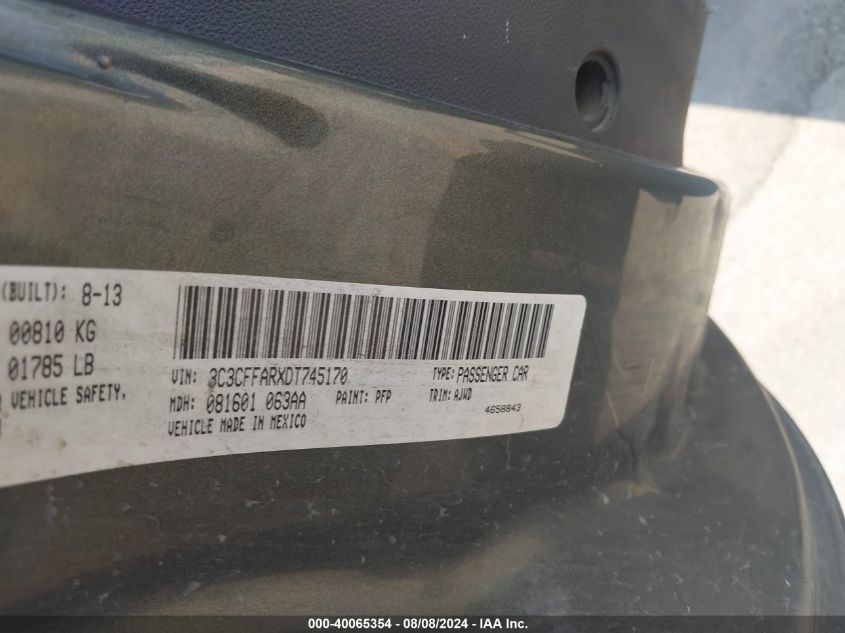 (BUILT): 8-13
00810 KG
01785 LB
VEHICLE SAFETY,
VIN: 3C3CFFARXDT745170 TYPE: PASSENGER CAR
MDH: 081601 063AA PAINT: PFP TRIM: AJWD
VEHICLE MADE IN MEXICO 4658843
000-40065354 - 08/08/2024 - IAA Inc.